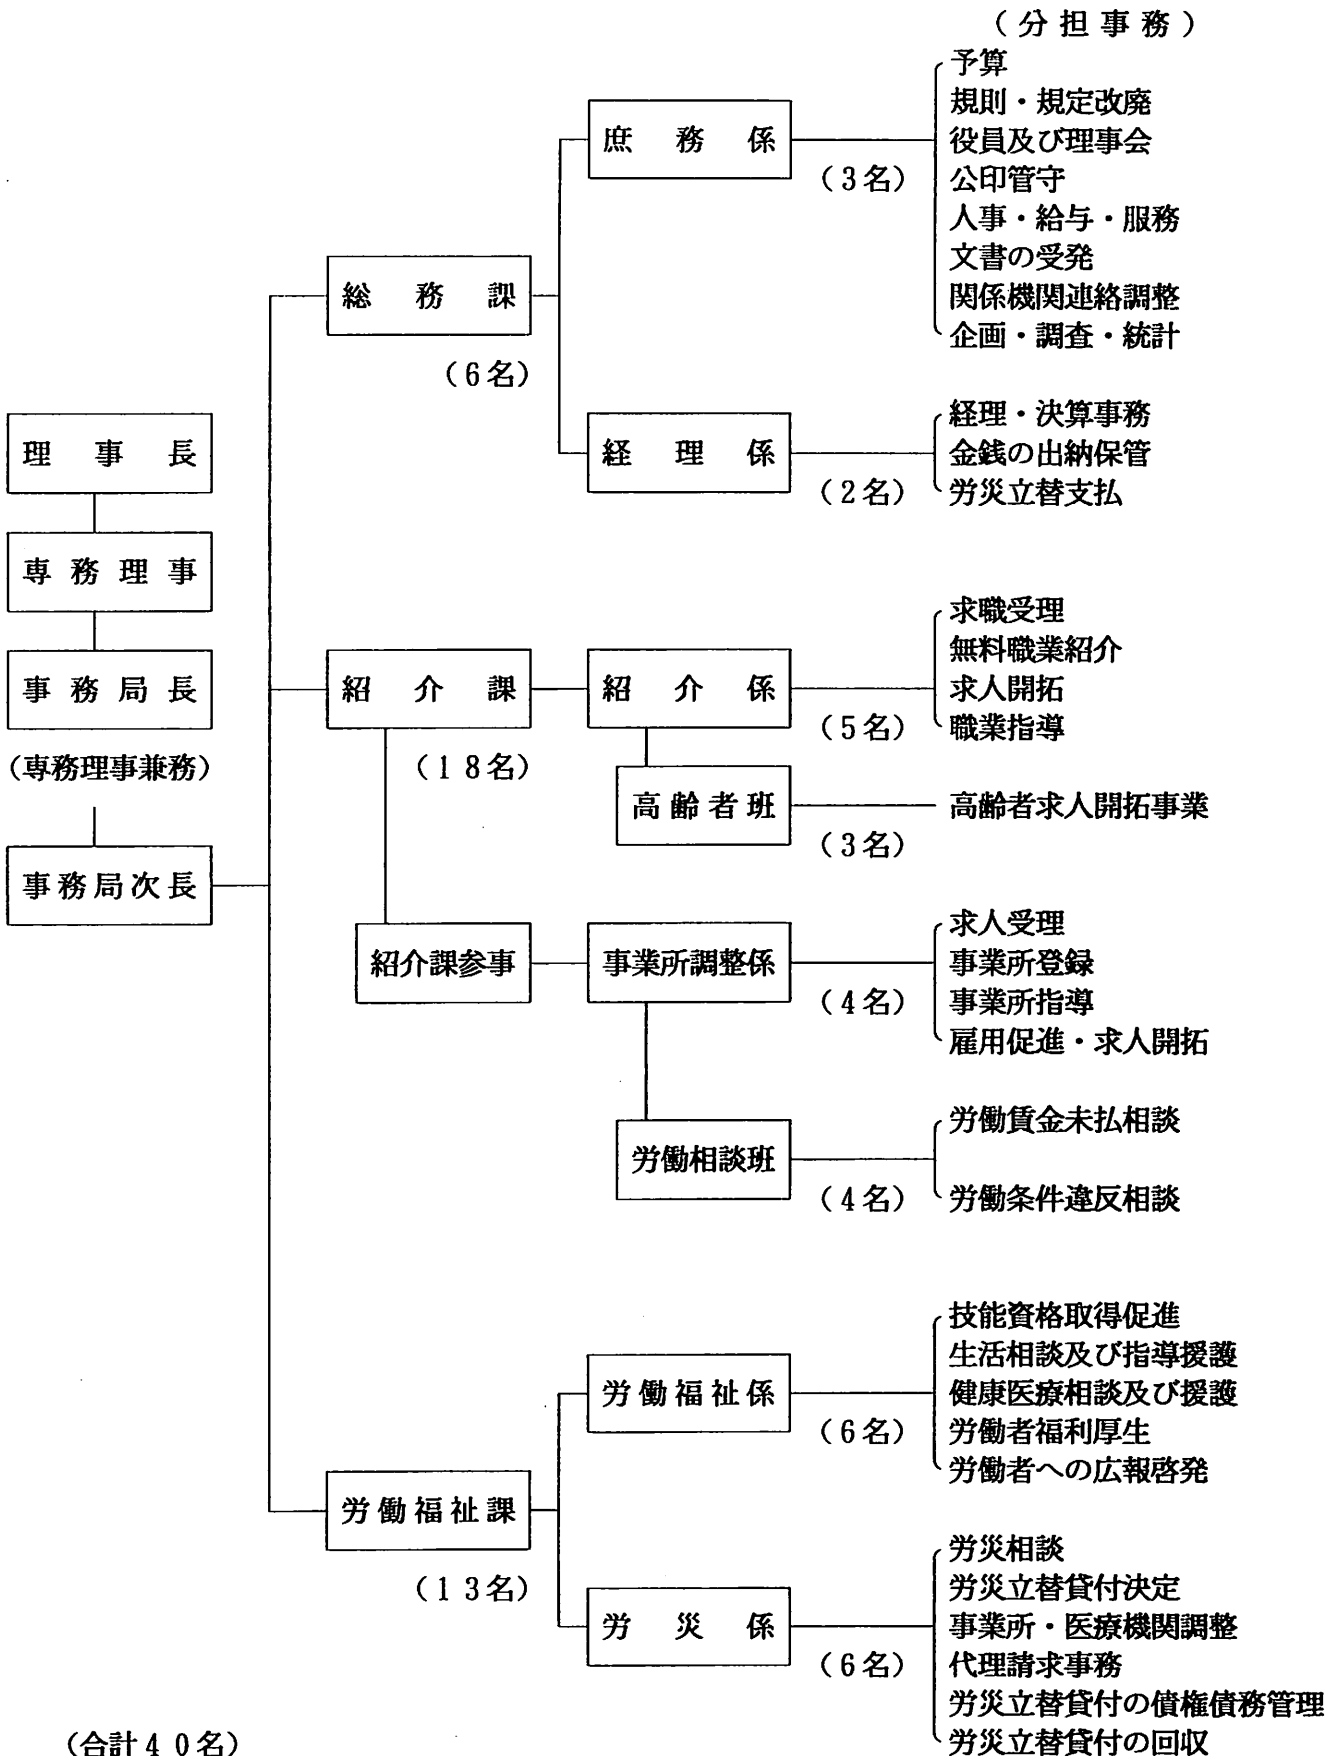 （分担事務）
理事長
専務理事
事務局長
（専務理事兼務）
事務局次長
総務課
（6名）
庶務係
（3名）
予算
規則・規定改廃
役員及び理事会
公印管守
人事・給与・服務
文書の受発
関係機関連絡調整
企画・調査・統計
経理係
（2名）
経理・決算事務
金銭の出納保管
労災立替支払
紹介課
（18名）
紹介係
（5名）
求職受理
無料職業紹介
求人開拓
職業指導
高齢者班
（3名）
高齢者求人開拓事業
紹介課参事
事業所調整係
（4名）
求人受理
事業所登録
事業所指導
雇用促進・求人開拓
労働相談班
（4名）
労働賃金未払相談
労働条件違反相談
労働福祉課
（13名）
労働福祉係
（6名）
技能資格取得促進
生活相談及び指導援護
健康医療相談及び援護
労働者福利厚生
労働者への広報啓発
労災係
（6名）
労災相談
労災立替貸付決定
事業所・医療機関調整
代理請求事務
労災立替貸付の債権債務管理
労災立替貸付の回収
（合計40名）